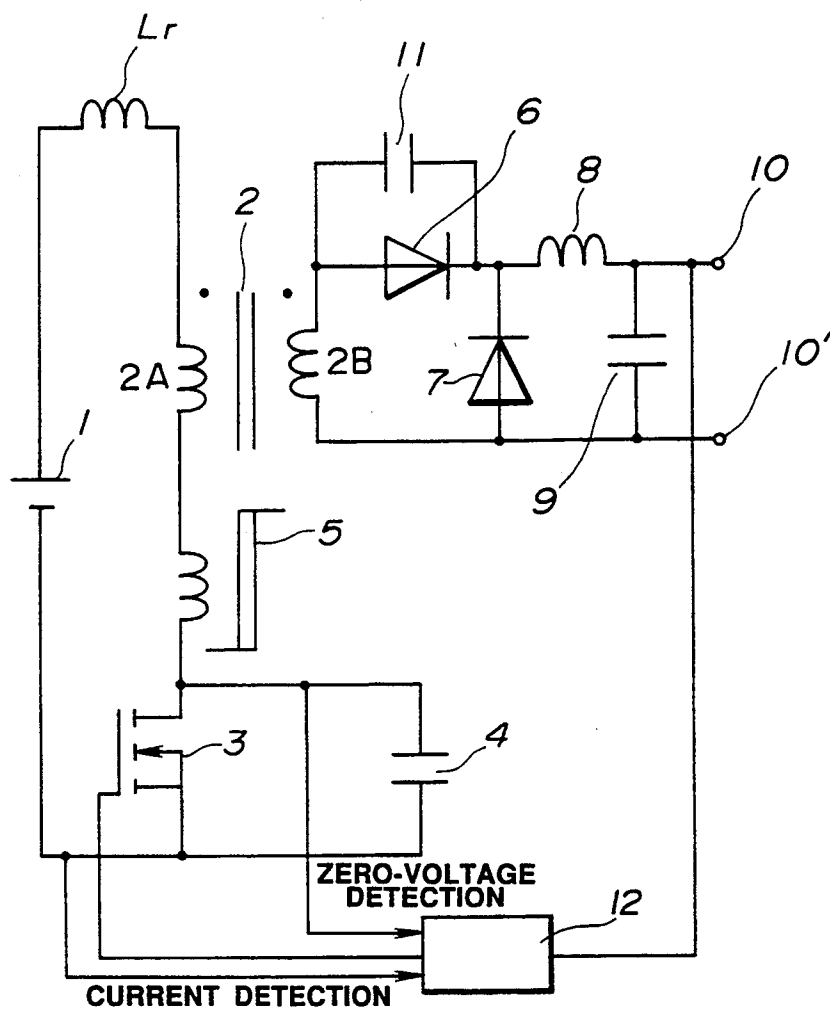 Lr
11
6
8
10
2
2A
2B
7
10'
1
9
5
3
4
ZERO-VOLTAGE
DETECTION
12
CURRENT DETECTION